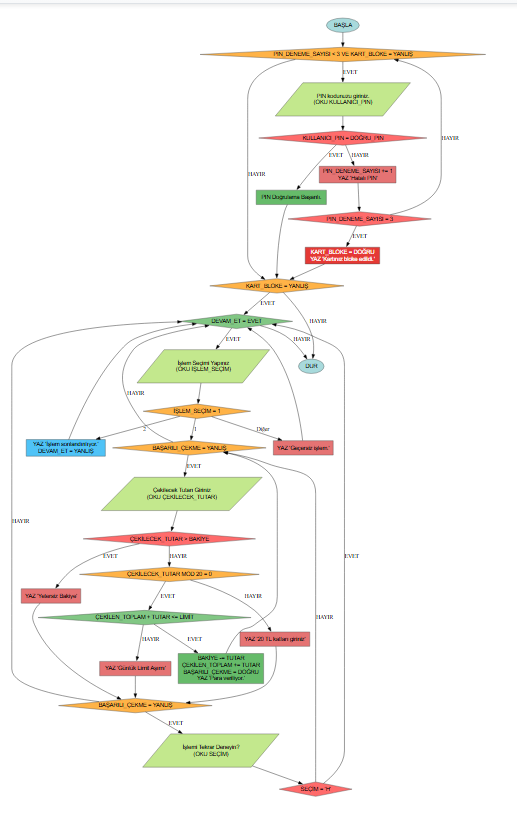 BAŞLA
PIN_DENEME_SAYISI < 3 VE KART_BLOKE = YANLIŞ
EVET
PIN kodunuzu giriniz.
(OKU KULLANICI_PIN)
KULLANICI_PIN = DOĞRU_PIN
HAYIR
EVET
HAYIR
HAYIR
PIN_DENEME_SAYISI += 1
YAZ 'Hatalı PIN'
PIN Doğrulama Başarılı.
PIN_DENEME_SAYISI = 3
EVET
KART_BLOKE = DOĞRU
YAZ 'Kartınız bloke edildi.'
KART_BLOKE = YANLIŞ
EVET
DEVAM_ET = EVET
HAYIR
EVET
HAYIR
İşlem Seçimi Yapınız
(OKU İŞLEM_SEÇİM)
DUR
HAYIR
İŞLEM_SEÇİM = 1
2
1
Diğer
YAZ 'İşlem sonlandırılıyor.'
DEVAM_ET = YANLIŞ
BAŞARILI_ÇEKME = YANLIŞ
YAZ 'Geçersiz işlem.'
EVET
Çekilecek Tutarı Giriniz
(OKU ÇEKİLECEK_TUTAR)
HAYIR
ÇEKİLECEK_TUTAR > BAKİYE
EVET
HAYIR
EVET
ÇEKİLECEK_TUTAR MOD 20 = 0
YAZ 'Yetersiz Bakiye'
EVET
HAYIR
ÇEKİLEN_TOPLAM + TUTAR <= LİMİT
HAYIR
HAYIR
EVET
YAZ '20 TL katları giriniz'
YAZ 'Günlük Limit Aşımı.'
BAKİYE -= TUTAR
ÇEKİLEN_TOPLAM += TUTAR
BAŞARILI_ÇEKME = DOĞRU
YAZ 'Para veriliyor.'
BAŞARILI_ÇEKME = YANLIŞ
EVET
İşlemi Tekrar Deneyin?
(OKU SEÇİM)
SEÇİM = 'H'